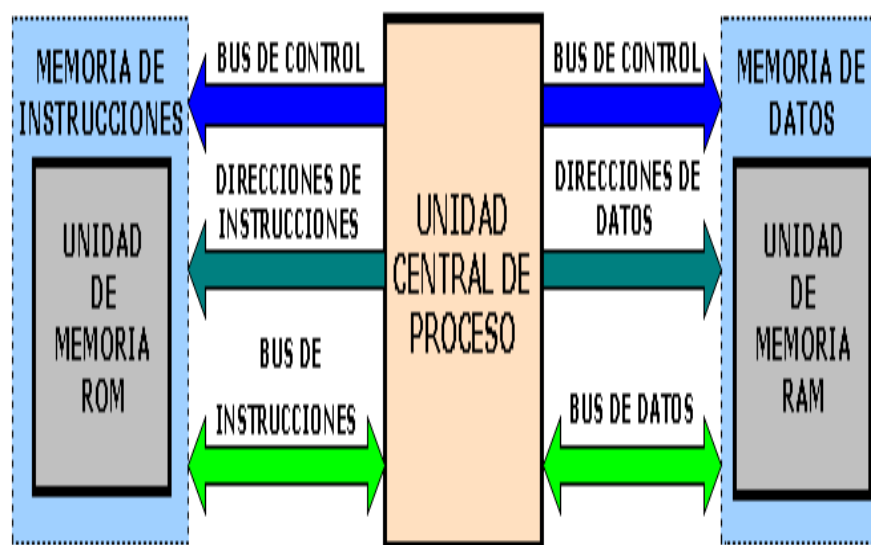 MEMORIA DE
INSTRUCCIONES
UNIDAD
DE
MEMORIA
ROM
BUS DE CONTROL
DIRECCIONES DE
INSTRUCCIONES
BUS DE
INSTRUCCIONES
UNIDAD
CENTRAL DE
PROCESO
BUS DE CONTROL
DIRECCIONES DE
DATOS
BUS DE DATOS
MEMORIA DE
DATOS
UNIDAD
DE
MEMORIA
RAM